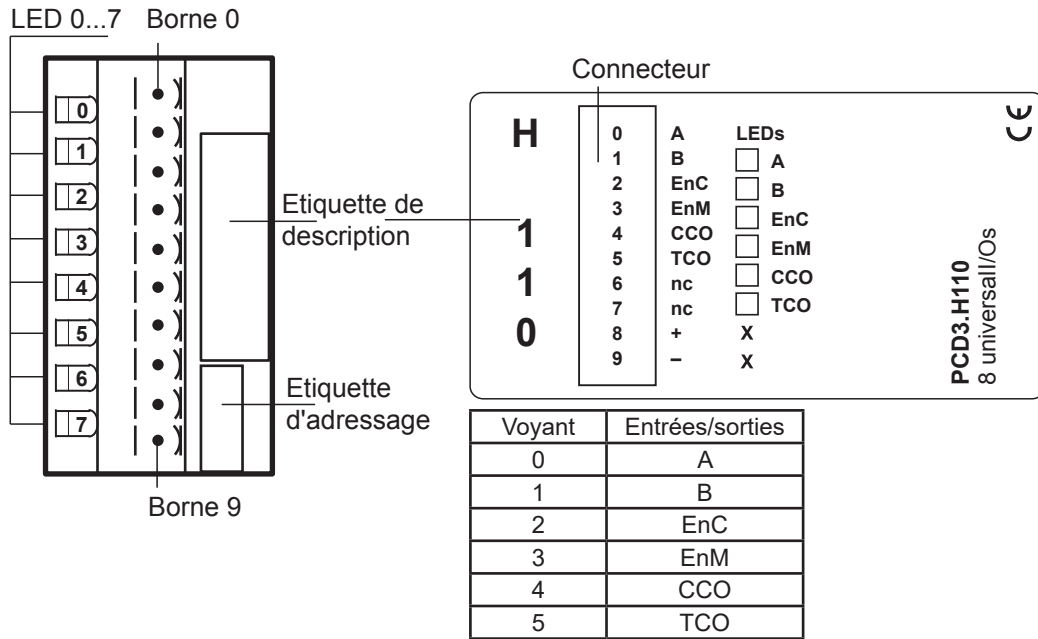 LED 0...7 Borne 0
0
1
2
3
4
5
6
7
Borne 9
Etiquette de
description
Etiquette
d'adressage
Connecteur
H
1
1
0
0 A LEDs
1 B A
2 EnC B
3 EnM EnC
4 CCO EnM
5 TCO CCO
6 nc TCO
7 nc
8 + X
9 – X
CE
PCD3.H110
8 universalI/Os
Voyant Entrées/sorties
0 A
1 B
2 EnC
3 EnM
4 CCO
5 TCO